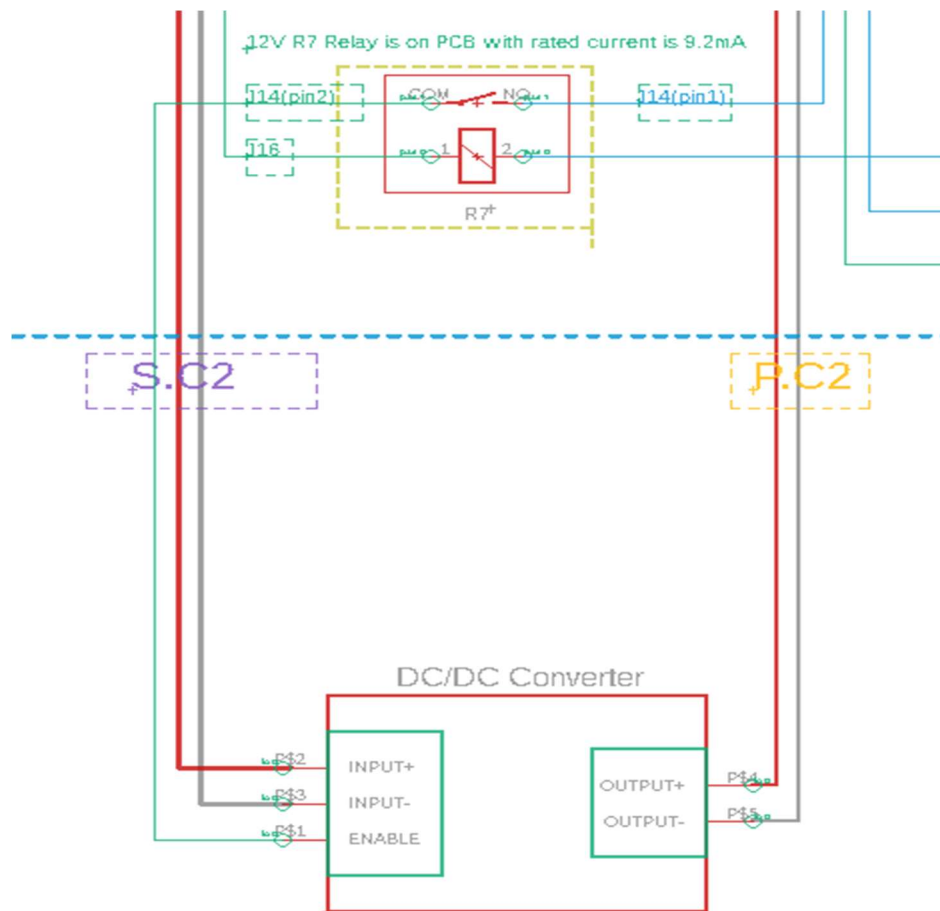 12V R7 Relay is on PCB with rated current is 9.2mA
J14(pin2) COM NO J14(pin1)
J16 1 2
R7
S.C2 P.C2
DC/DC Converter
P$2 INPUT+
OUTPUT+ P$4
P$3 INPUT-
OUTPUT- P$5
P$1 ENABLE